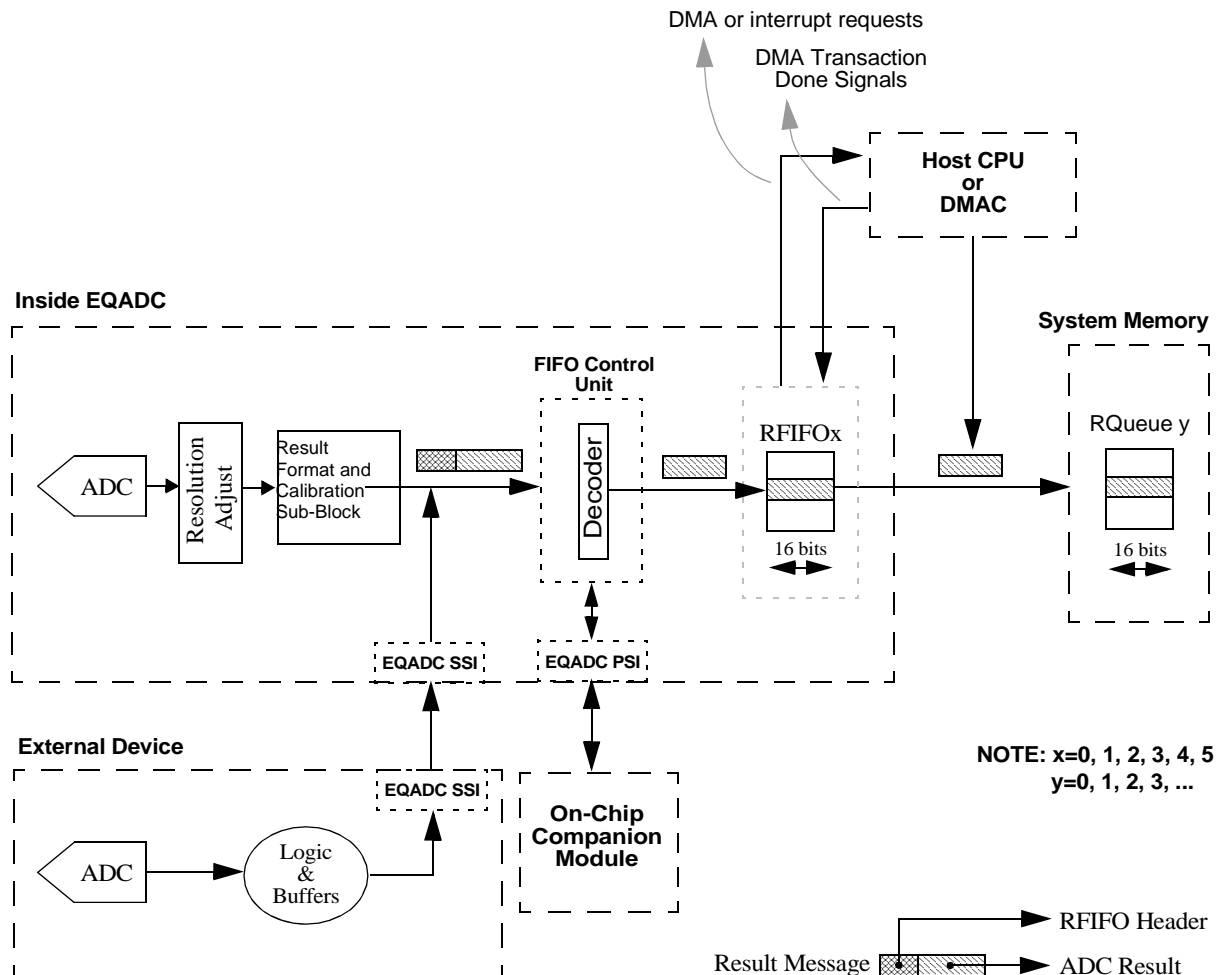 DMA or interrupt requests
DMA Transaction
Done Signals
Host CPU
or
DMAC
Inside EQADC
System Memory
FIFO Control
Unit
RFIFOx
RQueue y
ADC
Resolution
Adjust
Result
Format and
Calibration
Sub-Block
Decoder
16 bits
16 bits
EQADC SSI
EQADC PSI
External Device
NOTE: x=0, 1, 2, 3, 4, 5
y=0, 1, 2, 3, ...
EQADC SSI
On-Chip
Companion
Module
ADC
Logic
&
Buffers
RFIFO Header
Result Message
ADC Result